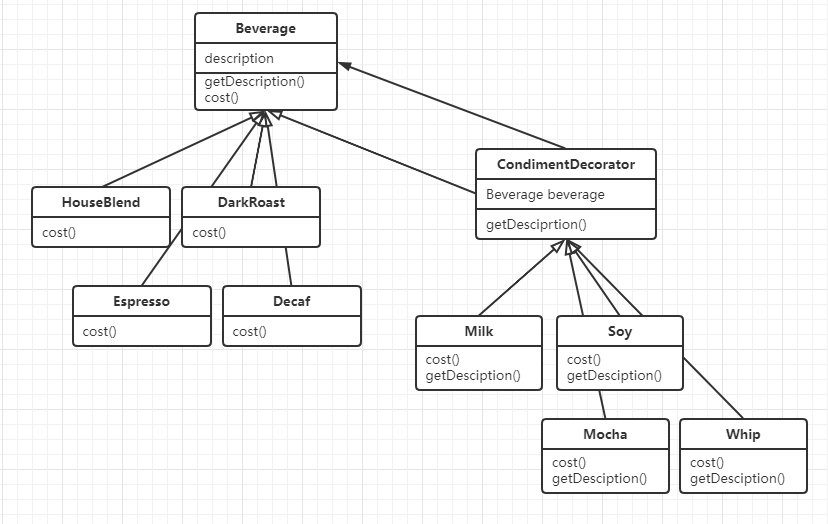 Beverage
description
getDescription()
cost()
CondimentDecorator
Beverage beverage
getDesciprtion()
HouseBlend
cost()
DarkRoast
cost()
Espresso
cost()
Decaf
cost()
Milk
cost()
getDesciption()
Soy
cost()
getDesciption()
Mocha
cost()
getDesciption()
Whip
cost()
getDesciption()